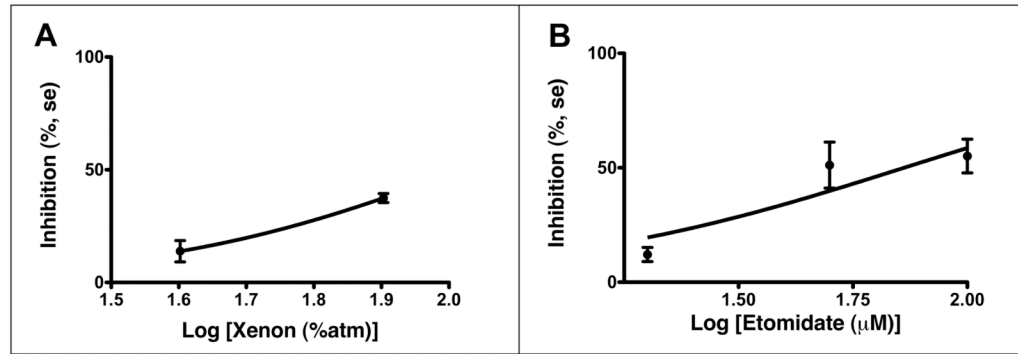 A
100
50
0
1.5 1.6 1.7 1.8 1.9 2.0
Inhibition (%, se)
Log [Xenon (%atm)]
B
100
50
0
1.50 1.75 2.00
Inhibition (%, se)
Log [Etomidate (μM)]